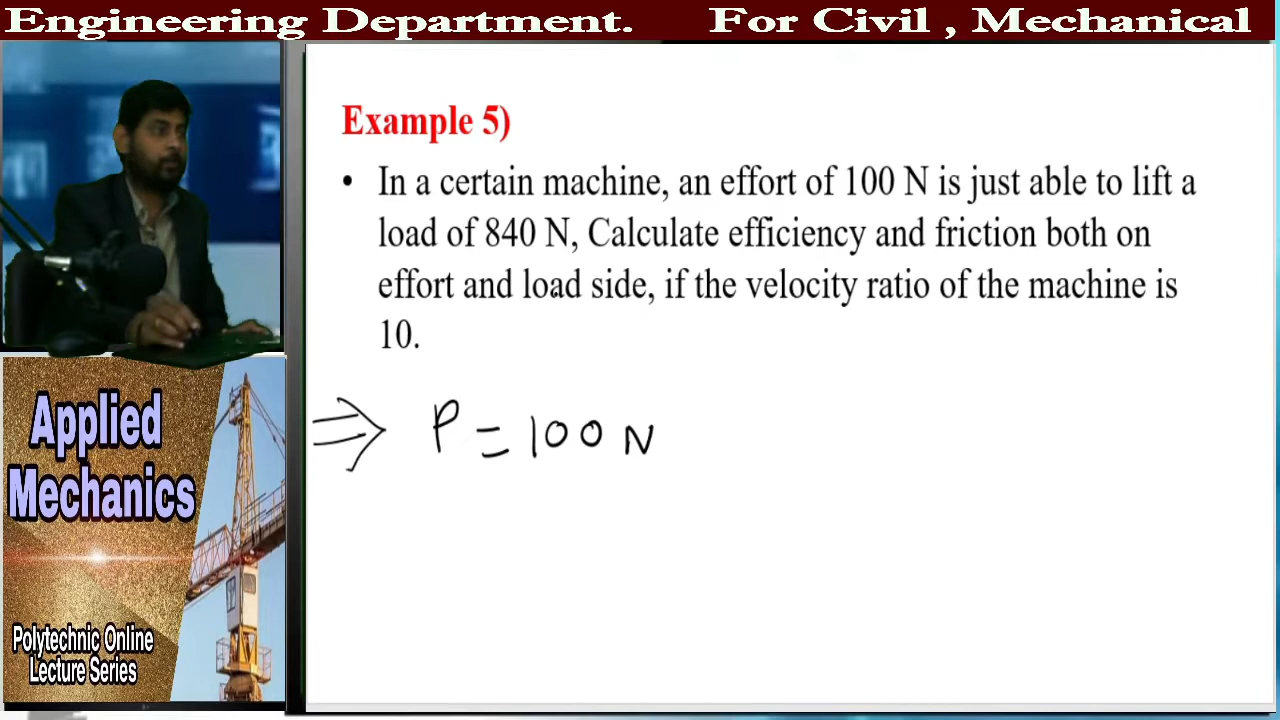 Engineering Department. For Civil , Mechanical
Example 5)
• In a certain machine, an effort of 100 N is just able to lift a
load of 840 N, Calculate efficiency and friction both on
effort and load side, if the velocity ratio of the machine is
10.
⇒ P = 100 N
Applied
Mechanics
Polytechnic Online
Lecture Series